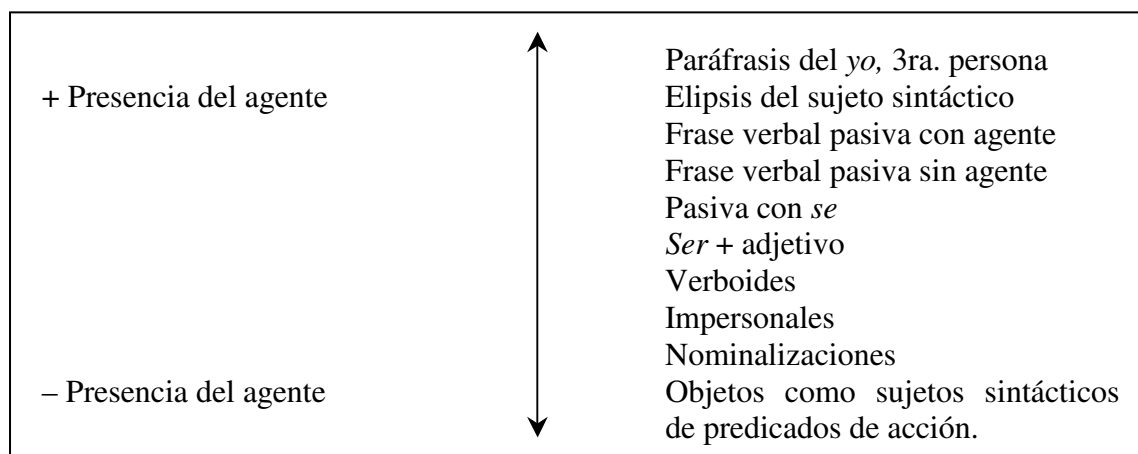 Paráfrasis del yo, 3ra. persona
+ Presencia del agente
Elipsis del sujeto sintáctico
Frase verbal pasiva con agente
Frase verbal pasiva sin agente
Pasiva con se
Ser + adjetivo
Verboides
Impersonales
Nominalizaciones
– Presencia del agente
Objetos como sujetos sintácticos
de predicados de acción.